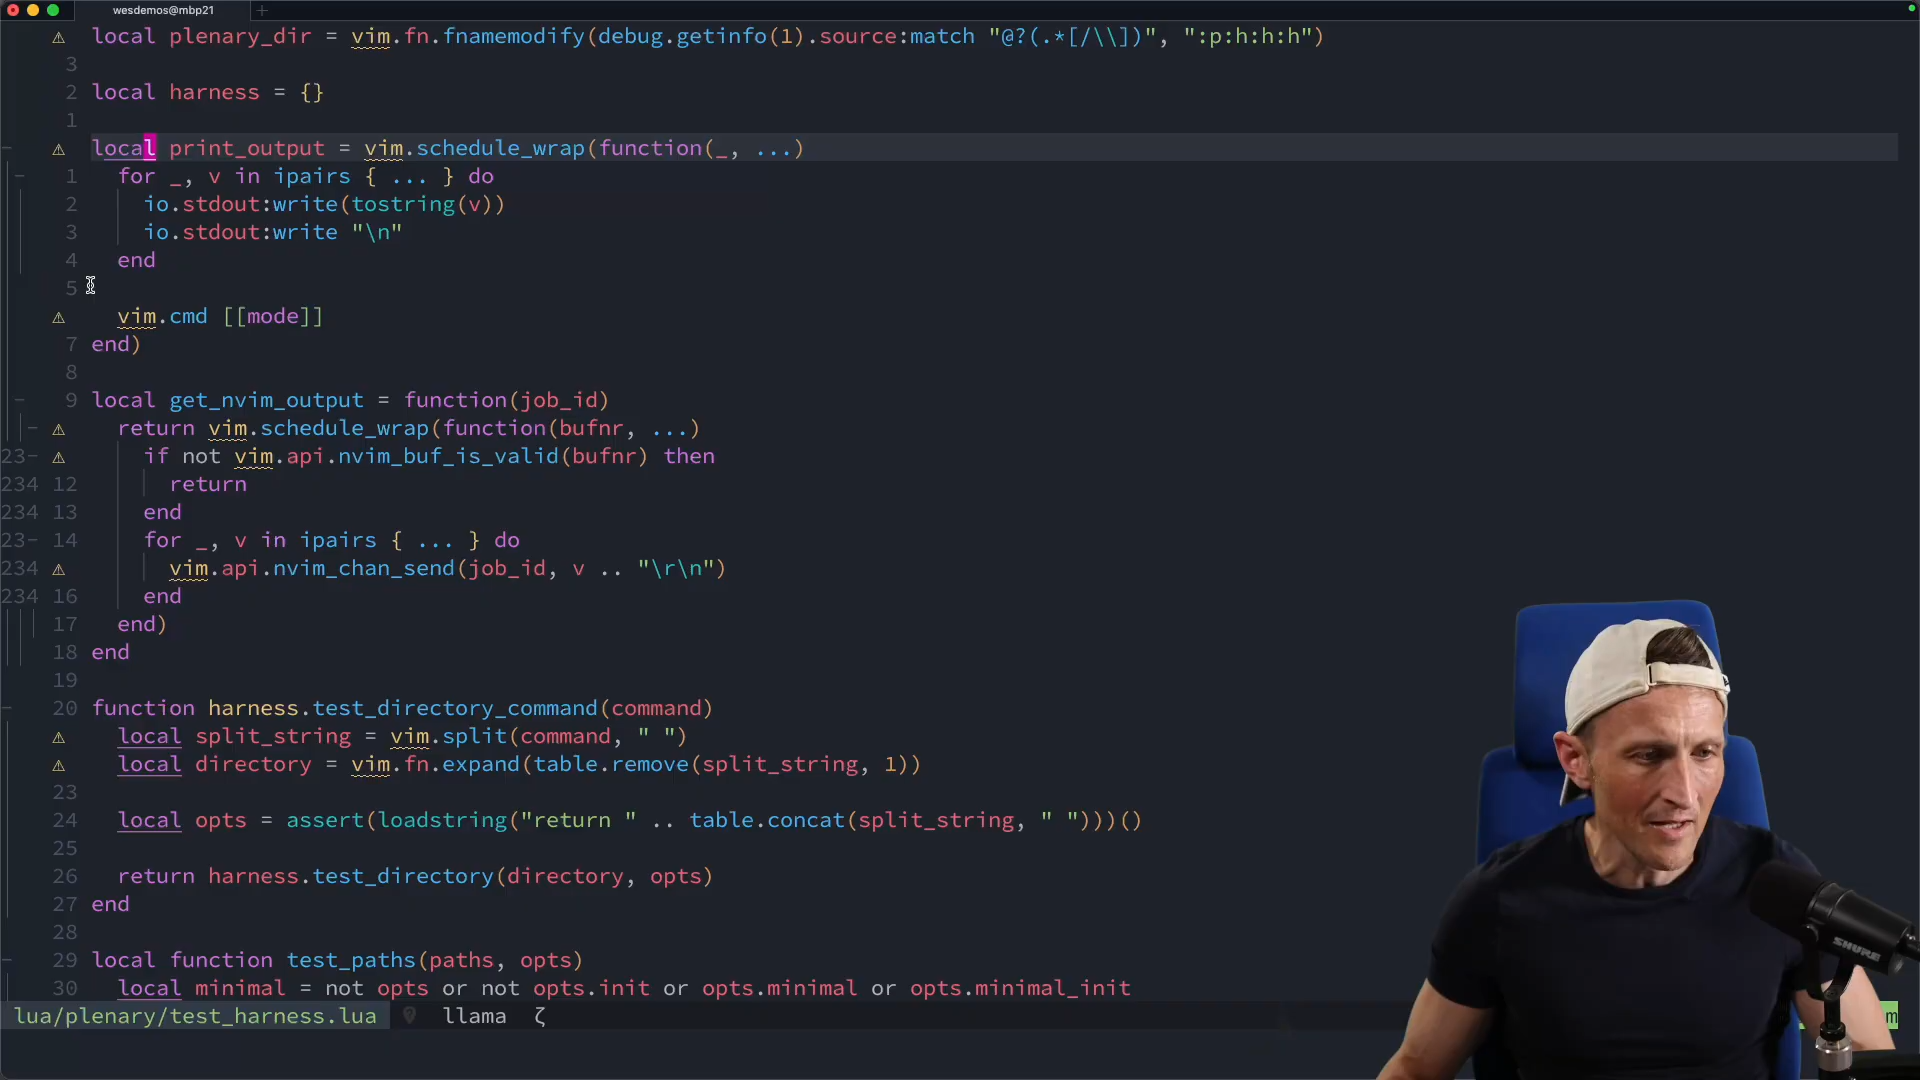 wesdemos@mbp21 +
⚠ local plenary_dir = vim.fn.fnamemodify(debug.getinfo(1).source:match "@?(.*[/\\])", ":p:h:h:h")
3
2 local harness = {}
1
- ⚠ local print_output = vim.schedule_wrap(function(_, ...)
- 1 for _, v in ipairs { ... } do
2 io.stdout:write(tostring(v))
3 io.stdout:write "\n"
4 end
5
⚠ vim.cmd [[mode]]
7 end)
8
- 9 local get_nvim_output = function(job_id)
- ⚠ return vim.schedule_wrap(function(bufnr, ...)
23- ⚠ if not vim.api.nvim_buf_is_valid(bufnr) then
234 12 return
234 13 end
23- 14 for _, v in ipairs { ... } do
234 ⚠ vim.api.nvim_chan_send(job_id, v .. "\r\n")
234 16 end
17 end)
18 end
19
- 20 function harness.test_directory_command(command)
⚠ local split_string = vim.split(command, " ")
⚠ local directory = vim.fn.expand(table.remove(split_string, 1))
23
24 local opts = assert(loadstring("return " .. table.concat(split_string, " ")))()
25
26 return harness.test_directory(directory, opts)
27 end
28
- 29 local function test_paths(paths, opts)
30 local minimal = not opts or not opts.init or opts.minimal or opts.minimal_init
lua/plenary/test_harness.lua llama ζ m
SHURE